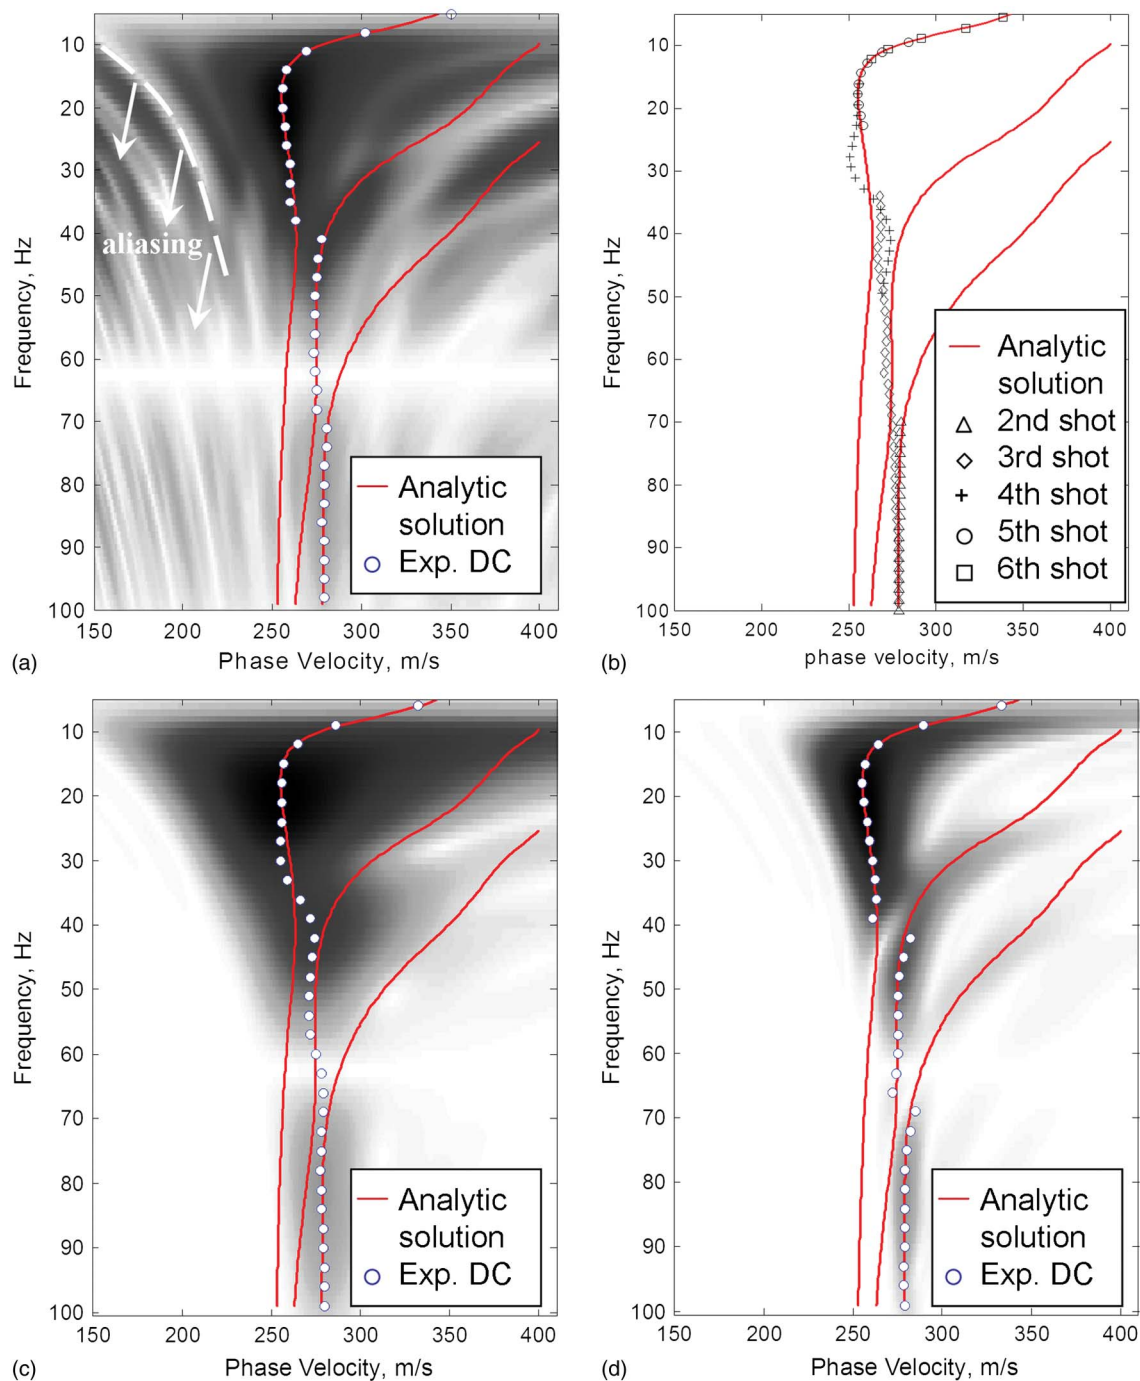 10
20
30
40
50
60
70
80
90
100
Frequency, Hz
aliasing
Analytic
solution
Exp. DC
150
200
250
300
350
400
(a)
Phase Velocity, m/s
10
20
30
40
50
60
70
80
90
100
Frequency, Hz
Analytic
solution
2nd shot
3rd shot
4th shot
5th shot
6th shot
150
200
250
300
350
400
(b)
phase velocity, m/s
10
20
30
40
50
60
70
80
90
100
Frequency, Hz
Analytic
solution
Exp. DC
150
200
250
300
350
400
(c)
Phase Velocity, m/s
10
20
30
40
50
60
70
80
90
100
Frequency, Hz
Analytic
solution
Exp. DC
150
200
250
300
350
400
(d)
Phase Velocity, m/s